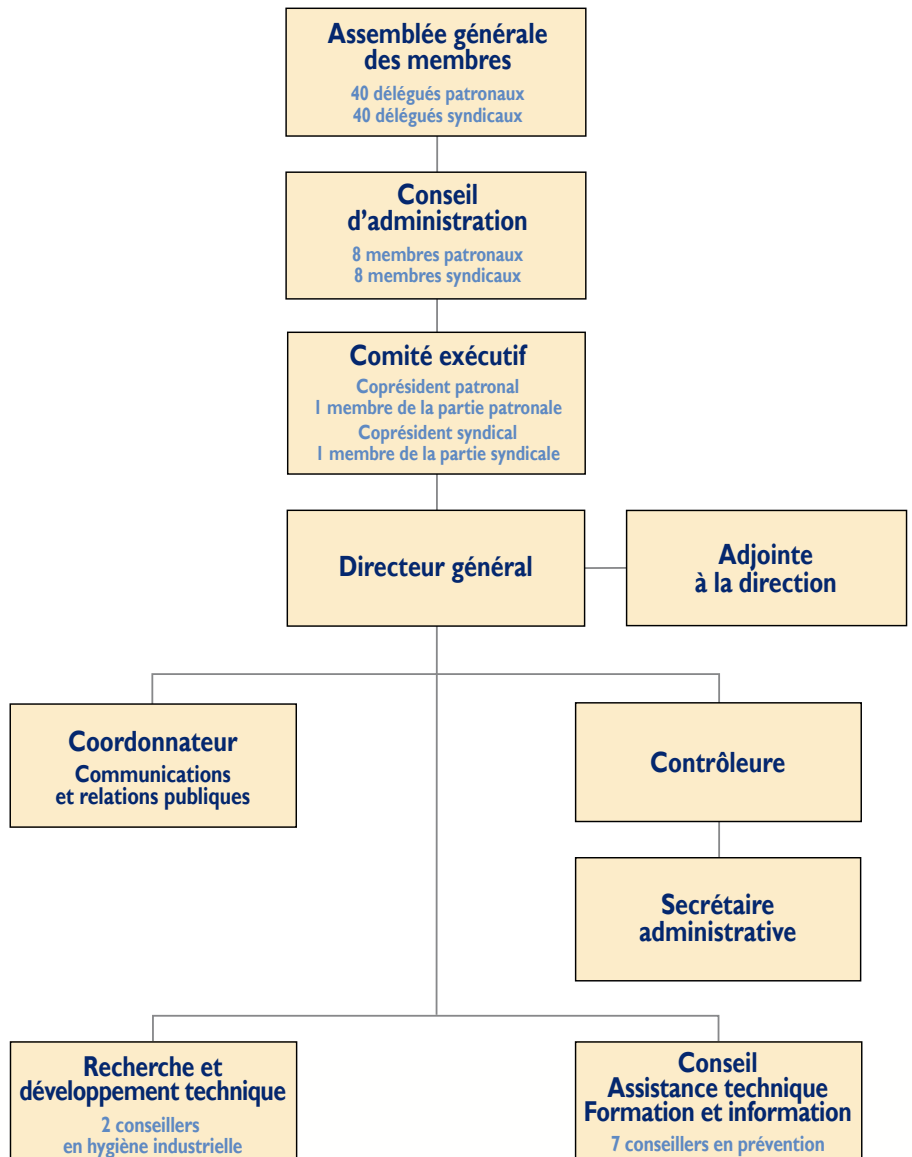 Assemblée générale
des membres
40 délégués patronaux
40 délégués syndicaux
Conseil
d'administration
8 membres patronaux
8 membres syndicaux
Comité exécutif
Coprésident patronal
1 membre de la partie patronale
Coprésident syndical
1 membre de la partie syndicale
Directeur général
Adjointe
à la direction
Coordonnateur
Communications
et relations publiques
Contrôleure
Secrétaire
administrative
Recherche et
développement technique
2 conseillers
en hygiène industrielle
Conseil
Assistance technique
Formation et information
7 conseillers en prévention